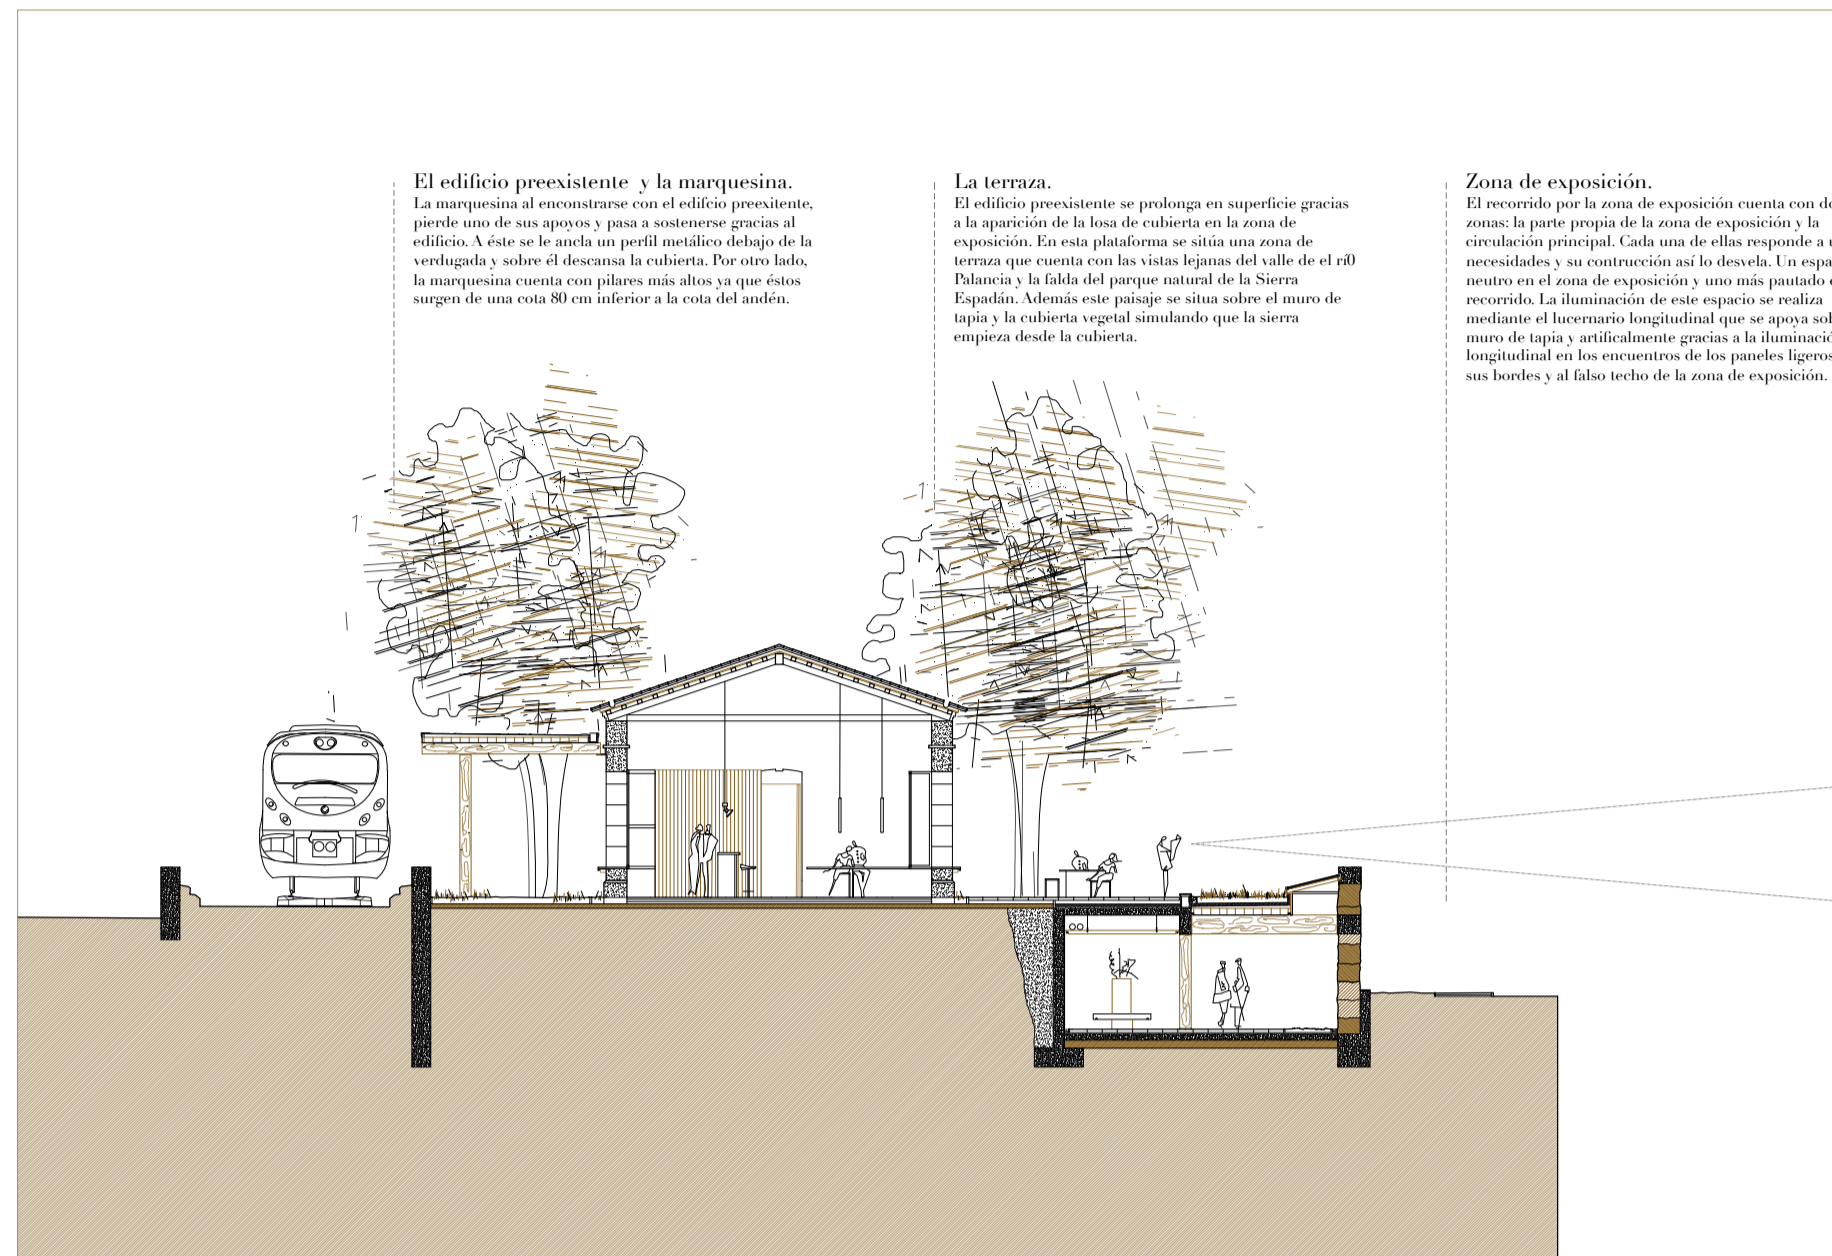 El edificio preexistente y la marquesina.
La marquesina al enconstrarse con el edifcio preexitente,
pierde uno de sus apoyos y pasa a sostenerse gracias al
edificio. A éste se le ancla un perfil metálico debajo de la
verdugada y sobre él descansa la cubierta. Por otro lado,
la marquesina cuenta con pilares más altos ya que éstos
surgen de una cota 80 cm inferior a la cota del andén.
La terraza.
El edificio preexistente se prolonga en superficie gracias
a la aparición de la losa de cubierta en la zona de
exposición. En esta plataforma se sitúa una zona de
terraza que cuenta con las vistas lejanas del valle de el rí0
Palancia y la falda del parque natural de la Sierra
Espadán. Además este paisaje se situa sobre el muro de
tapia y la cubierta vegetal simulando que la sierra
empieza desde la cubierta.
Zona de exposición.
El recorrido por la zona de exposición cuenta con
zonas: la parte propia de la zona de exposición y la
circulación principal. Cada una de ellas responde a
necesidades y su contrucción así lo desvela. Un
neutro en el zona de exposición y uno más pautado
recorrido. La iluminación de este espacio se realiza
mediante el lucernario longitudinal que se apoya
muro de tapia y artificalmente gracias a la
longitudinal en los encuentros de los paneles ligeros
sus bordes y al falso techo de la zona de exposición.